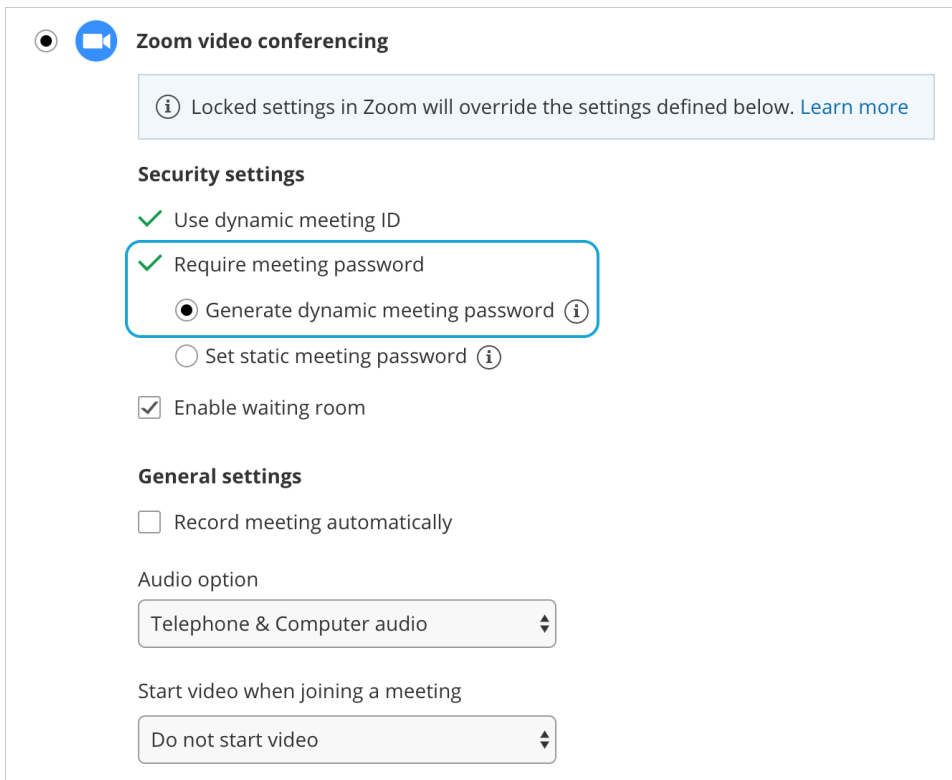 Zoom video conferencing
Locked settings in Zoom will override the settings defined below. Learn more
Security settings
Use dynamic meeting ID
Require meeting password
Generate dynamic meeting password
Set static meeting password
Enable waiting room
General settings
Record meeting automatically
Audio option
Telephone & Computer audio
Start video when joining a meeting
Do not start video